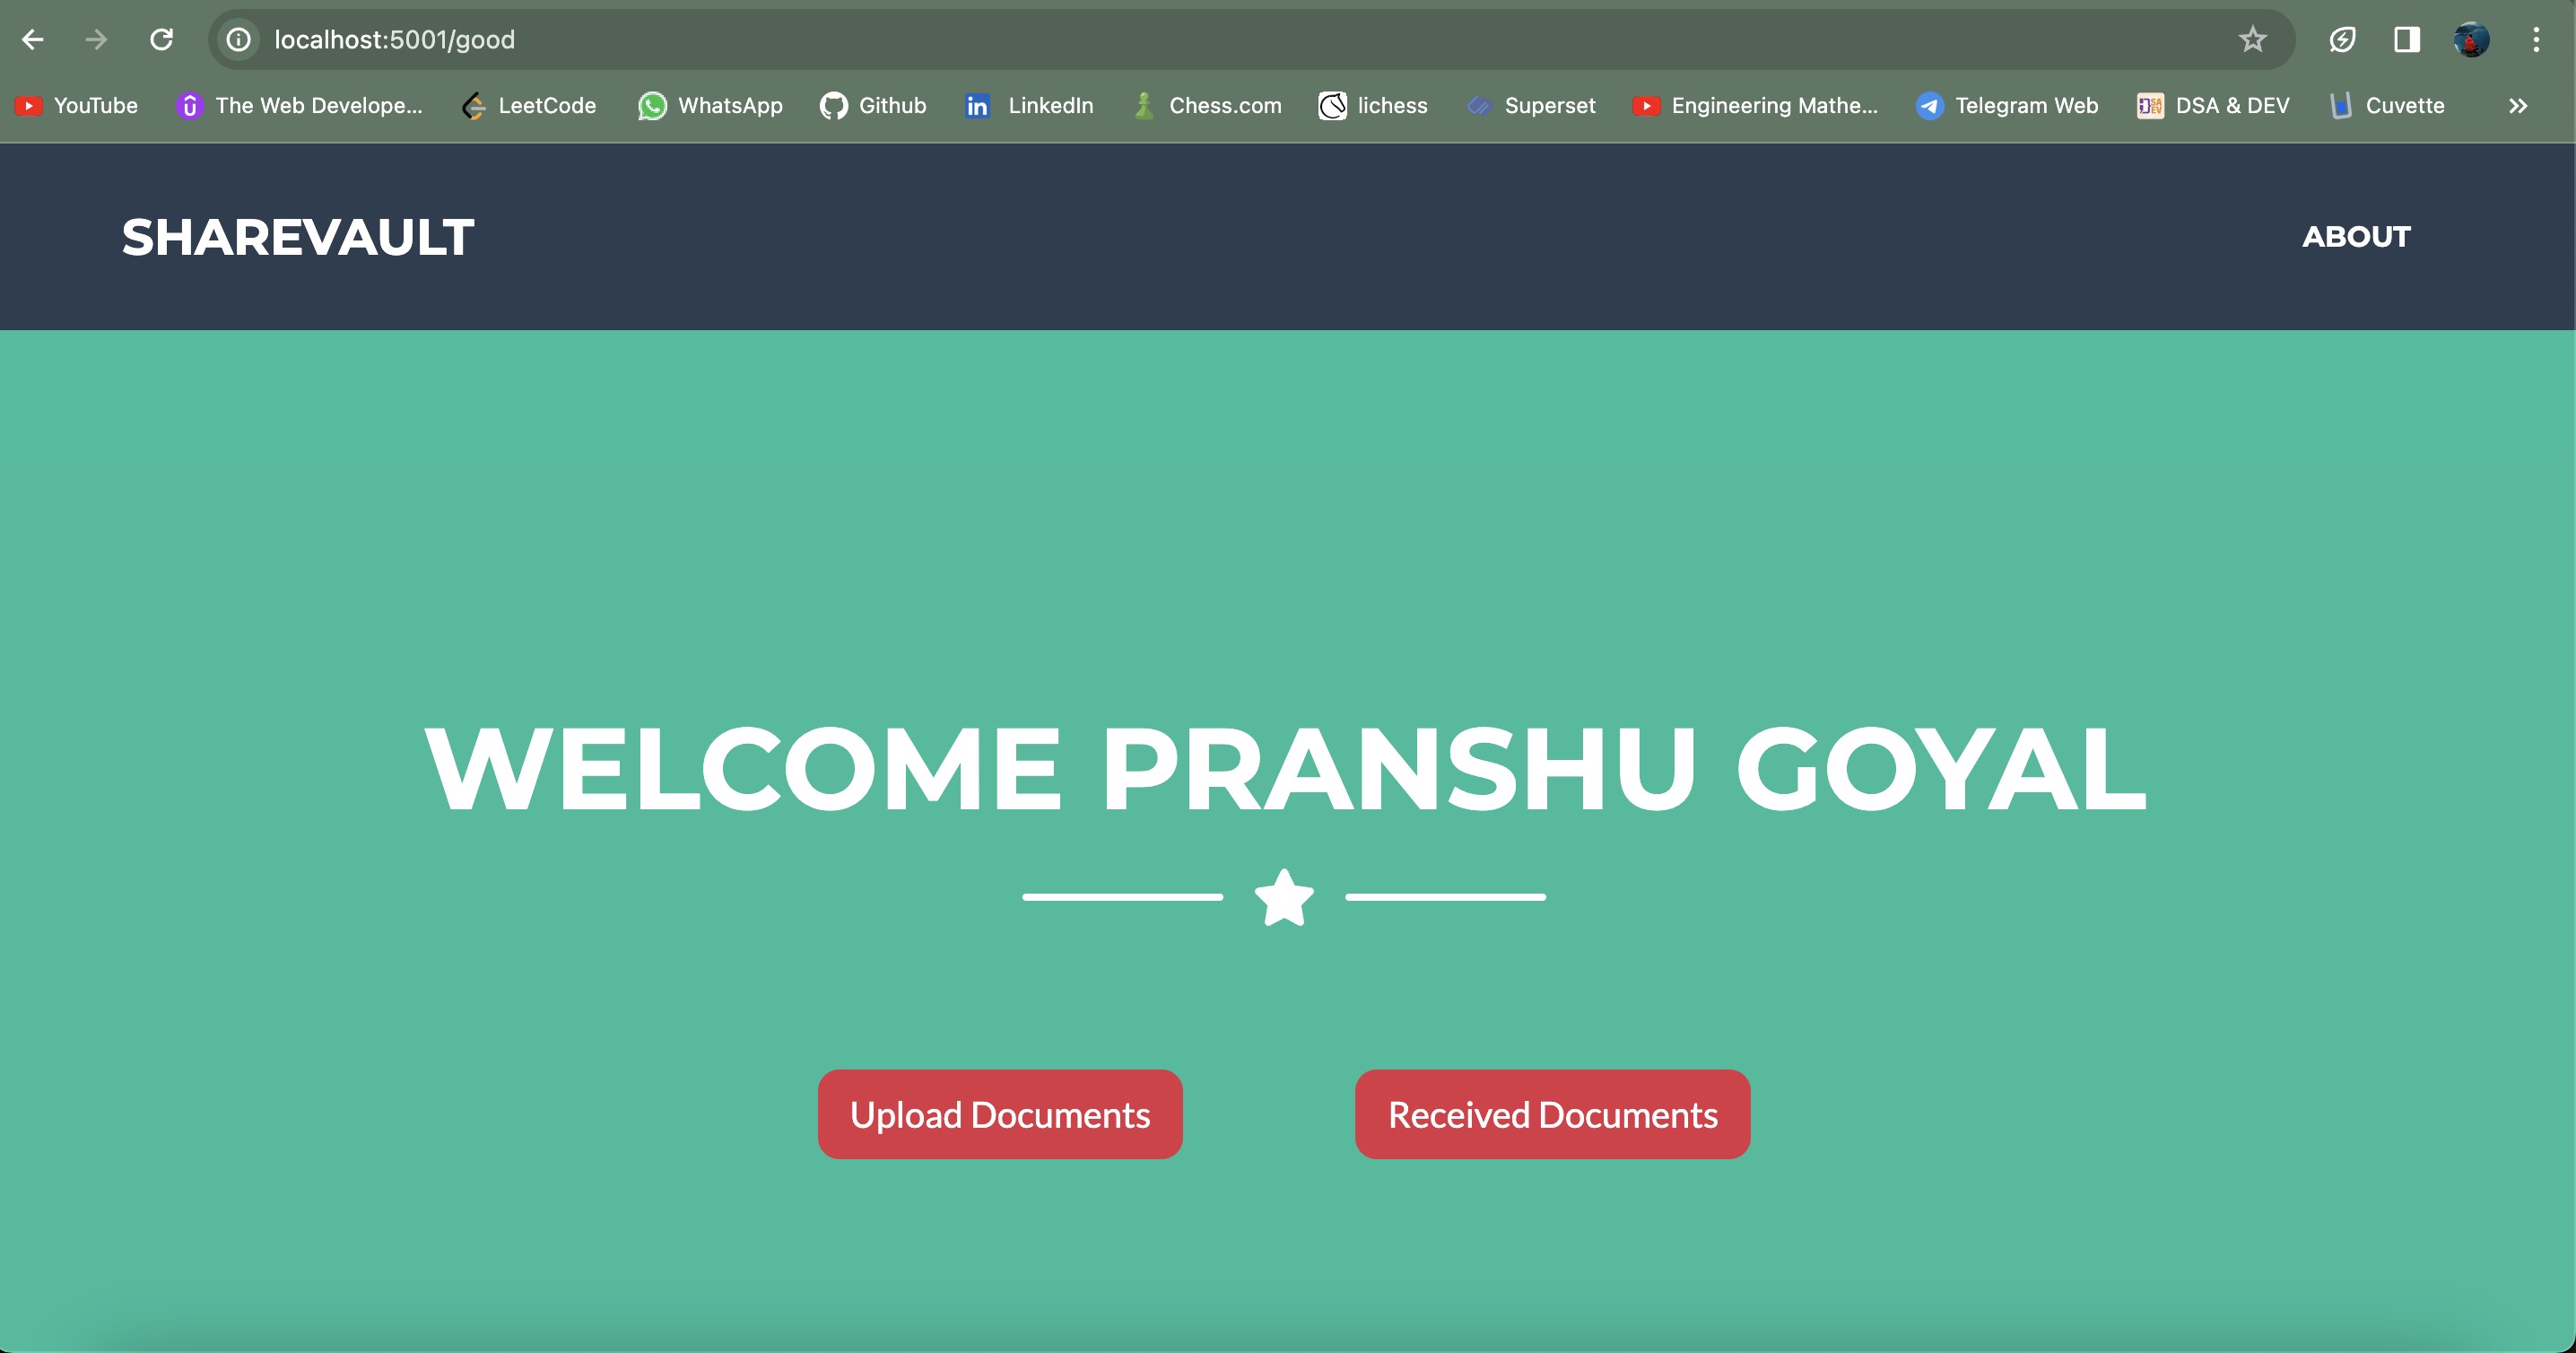 localhost:5001/good
YouTube The Web Develope... LeetCode WhatsApp Github LinkedIn Chess.com lichess Superset Engineering Mathe... Telegram Web DSA & DEV Cuvette
SHAREVAULT ABOUT
WELCOME PRANSHU GOYAL
Upload Documents Received Documents